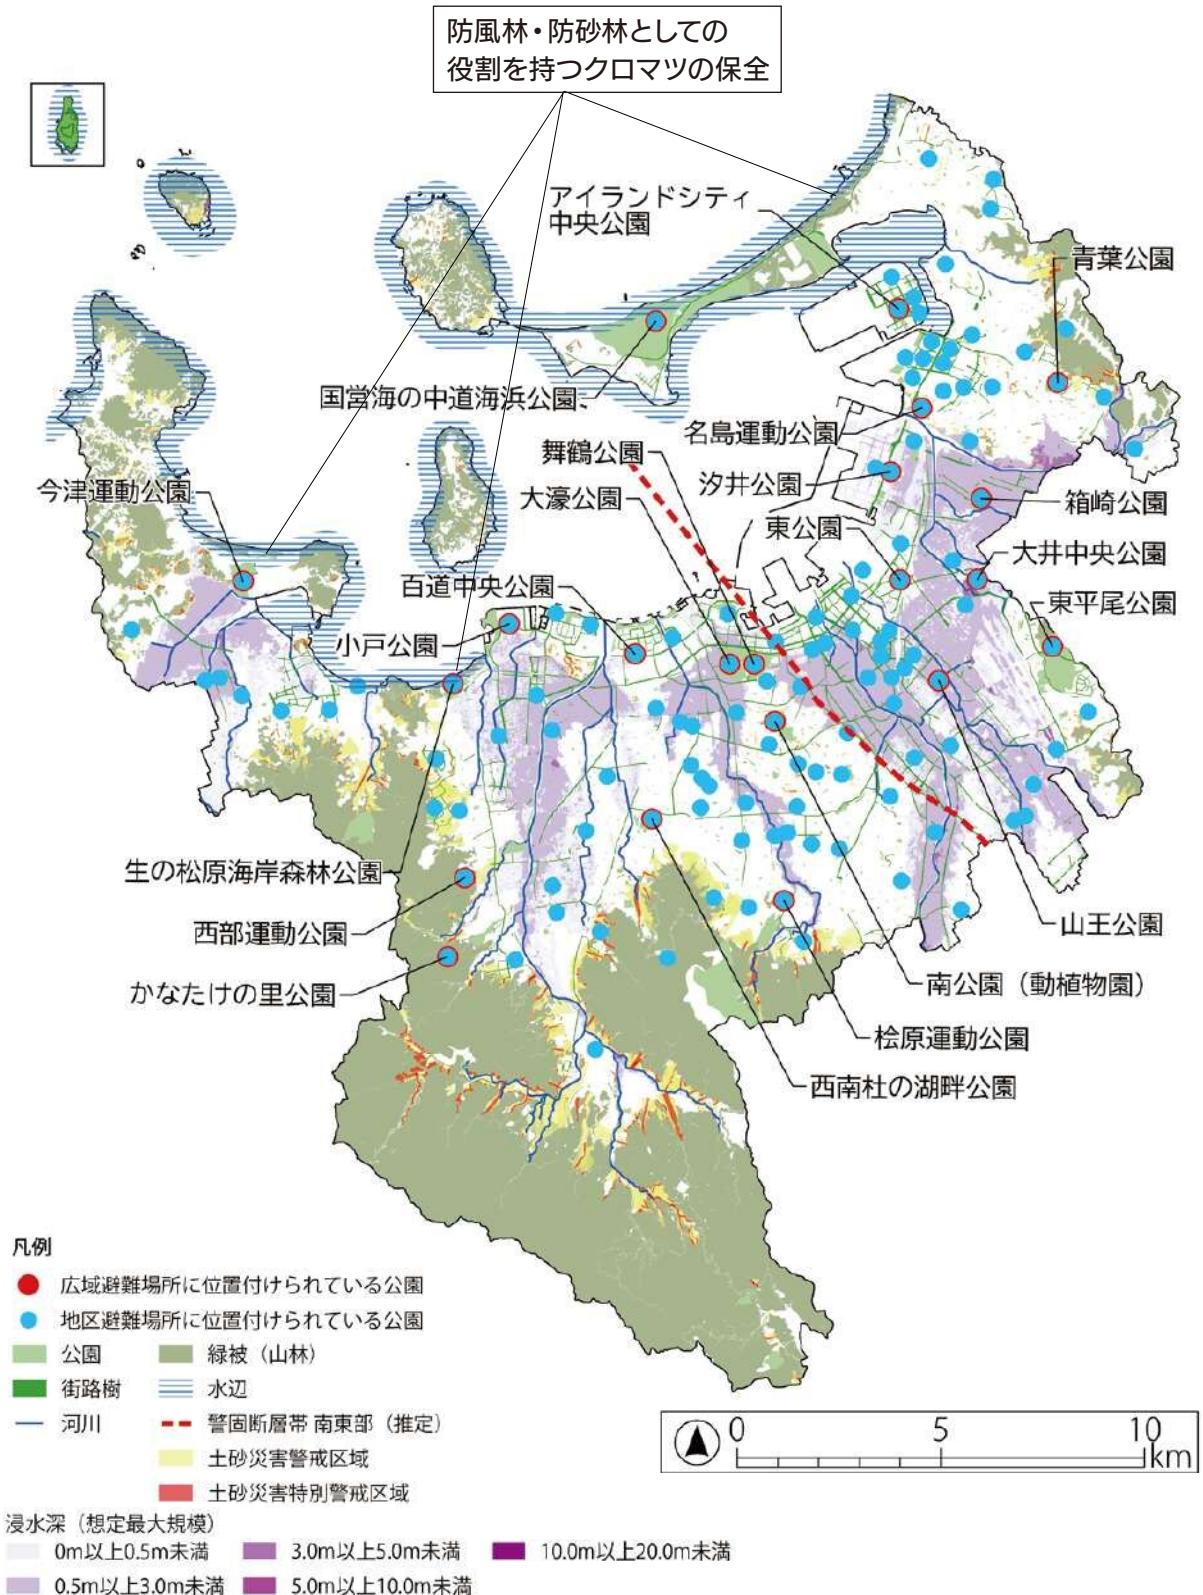 防風林・防砂林としての
役割を持つクロマツの保全
アイランドシティ
中央公園
青葉公園
国営海の中道海浜公園
名島運動公園
舞鶴公園
汐井公園
今津運動公園
大濠公園
箱崎公園
東公園
大井中央公園
百道中央公園
東平尾公園
小戸公園
生の松原海岸森林公園
西部運動公園
山王公園
かなたけの里公園
南公園（動植物園）
桧原運動公園
西南杜の湖畔公園
凡例
広域避難場所に位置付けられている公園
地区避難場所に位置付けられている公園
公園
緑被（山林）
街路樹
水辺
河川
警固断層帯 南東部（推定）
土砂災害警戒区域
土砂災害特別警戒区域
0 5 10
km
浸水深（想定最大規模）
0m以上0.5m未満 3.0m以上5.0m未満 10.0m以上20.0m未満
0.5m以上3.0m未満 5.0m以上10.0m未満